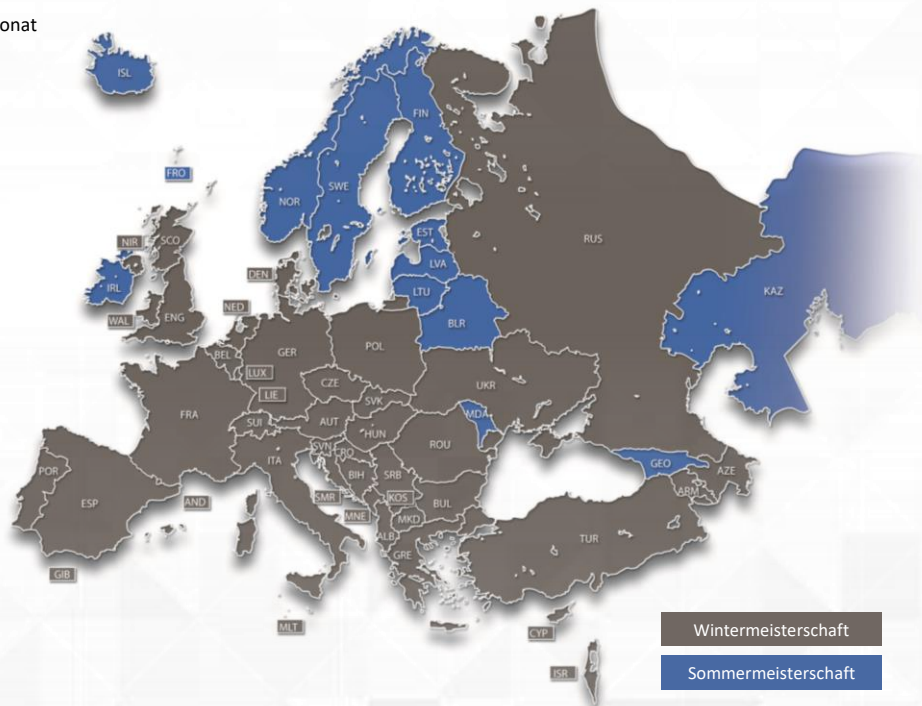 onat
ISL
FIN
FRO
SWE
NOR
RUS
SCO
NIR
EST
LVA
DEN
IRL
LTU
KAZ
NED
WAL
ENG
BLR
BEL
GER
POL
LUX
CZE
UKR
LIE
SVK
FRA
MDA
SUI
AUT
HUN
ROU
SVN
CRO
ITA
GEO
POR
BIH
SRB
AZE
ESP
AND
SMR
KOS
BUL
ARM
MNE
MKD
ALB
TUR
GRE
GIB
MLT
CYP
Wintermeisterschaft
ISR
Sommermeisterschaft